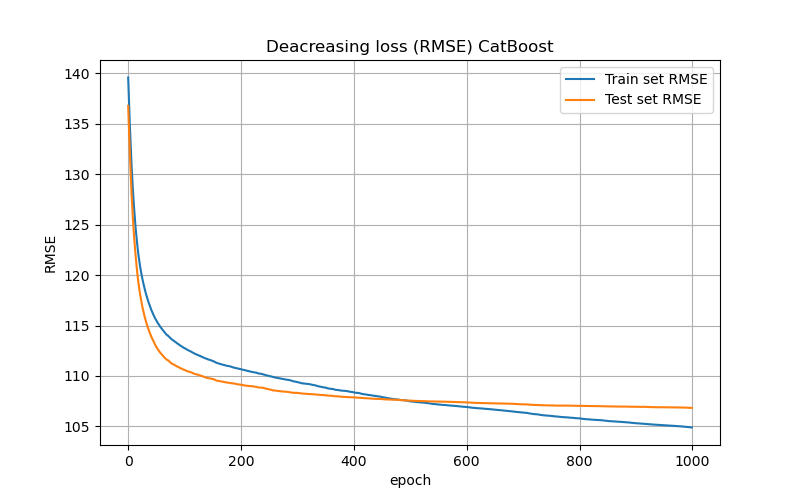 Deacreasing loss (RMSE) CatBoost
Train set RMSE
Test set RMSE
140
135
130
125
120
115
110
105
RMSE
0 200 400 600 800 1000
epoch